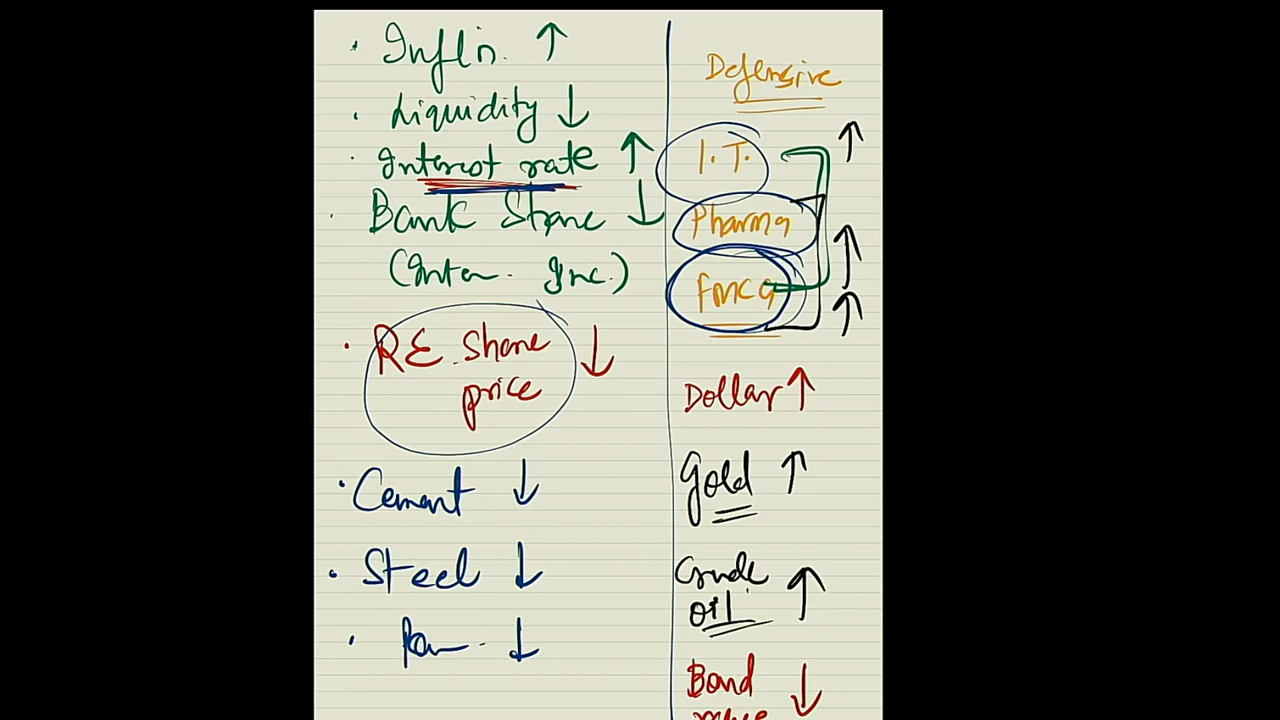 · Infln. ↑
· Liquidity ↓
· Interest rate ↑
· Bank Share ↓
(Inter. Inc.)
· RE Share ↓
price
· Cement ↓
· Steel ↓
· ↓
Defensive
I.T. ↑
Pharma ↑
FMCG ↑
Dollar ↑
Gold ↑
Crude ↑
oil
Bond ↓